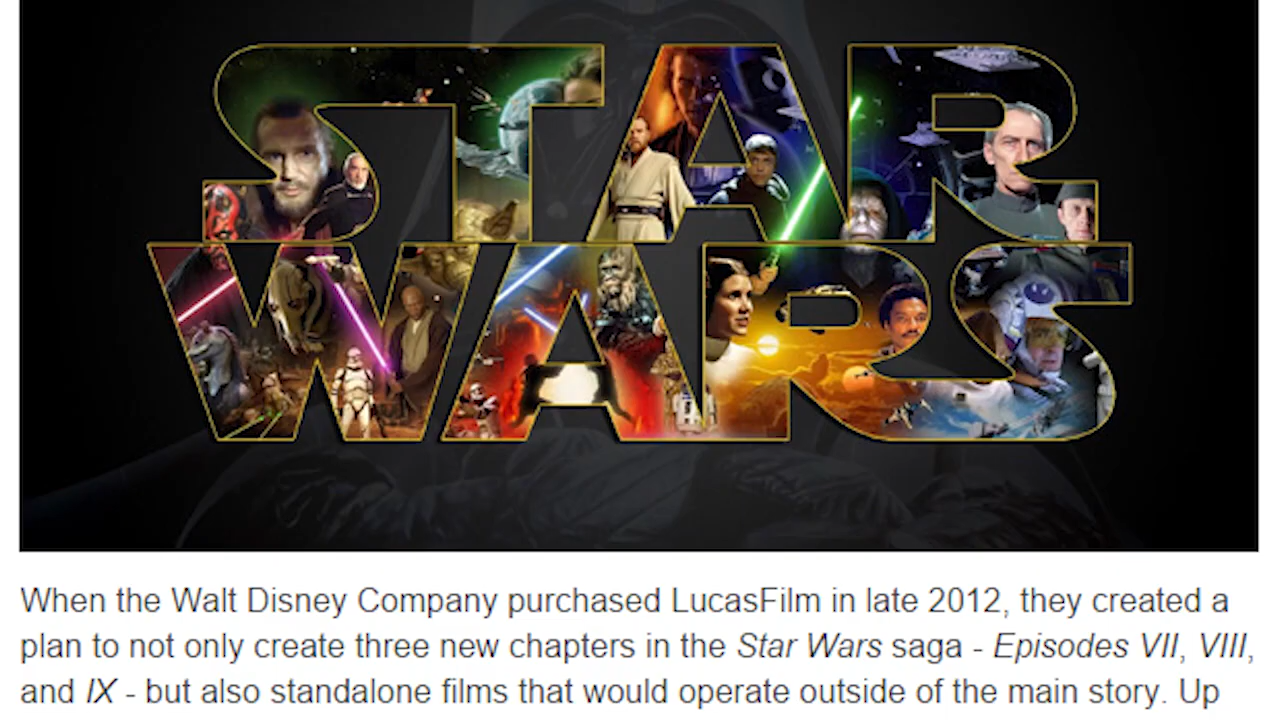 STAR
WARS
When the Walt Disney Company purchased LucasFilm in late 2012, they created a
plan to not only create three new chapters in the Star Wars saga - Episodes VII, VIII,
and IX - but also standalone films that would operate outside of the main story. Up